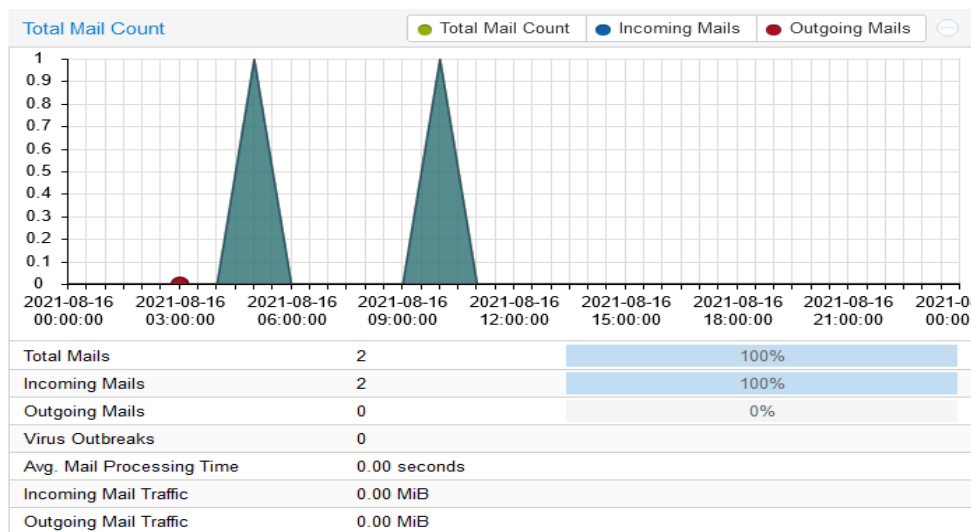 Total Mail Count Total Mail Count Incoming Mails Outgoing Mails
1
0.9
0.8
0.7
0.6
0.5
0.4
0.3
0.2
0.1
0
2021-08-16 2021-08-16 2021-08-16 2021-08-16 2021-08-16 2021-08-16 2021-08-16 2021-08-16 2021-0
00:00:00 03:00:00 06:00:00 09:00:00 12:00:00 15:00:00 18:00:00 21:00:00 00:00
Total Mails 2 100%
Incoming Mails 2 100%
Outgoing Mails 0 0%
Virus Outbreaks 0
Avg. Mail Processing Time 0.00 seconds
Incoming Mail Traffic 0.00 MiB
Outgoing Mail Traffic 0.00 MiB